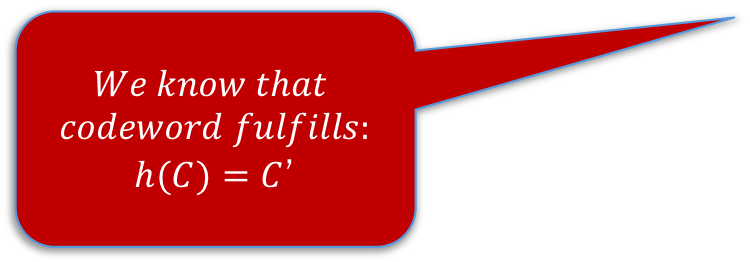 We know that
codeword fulfills:
h(C) = C’